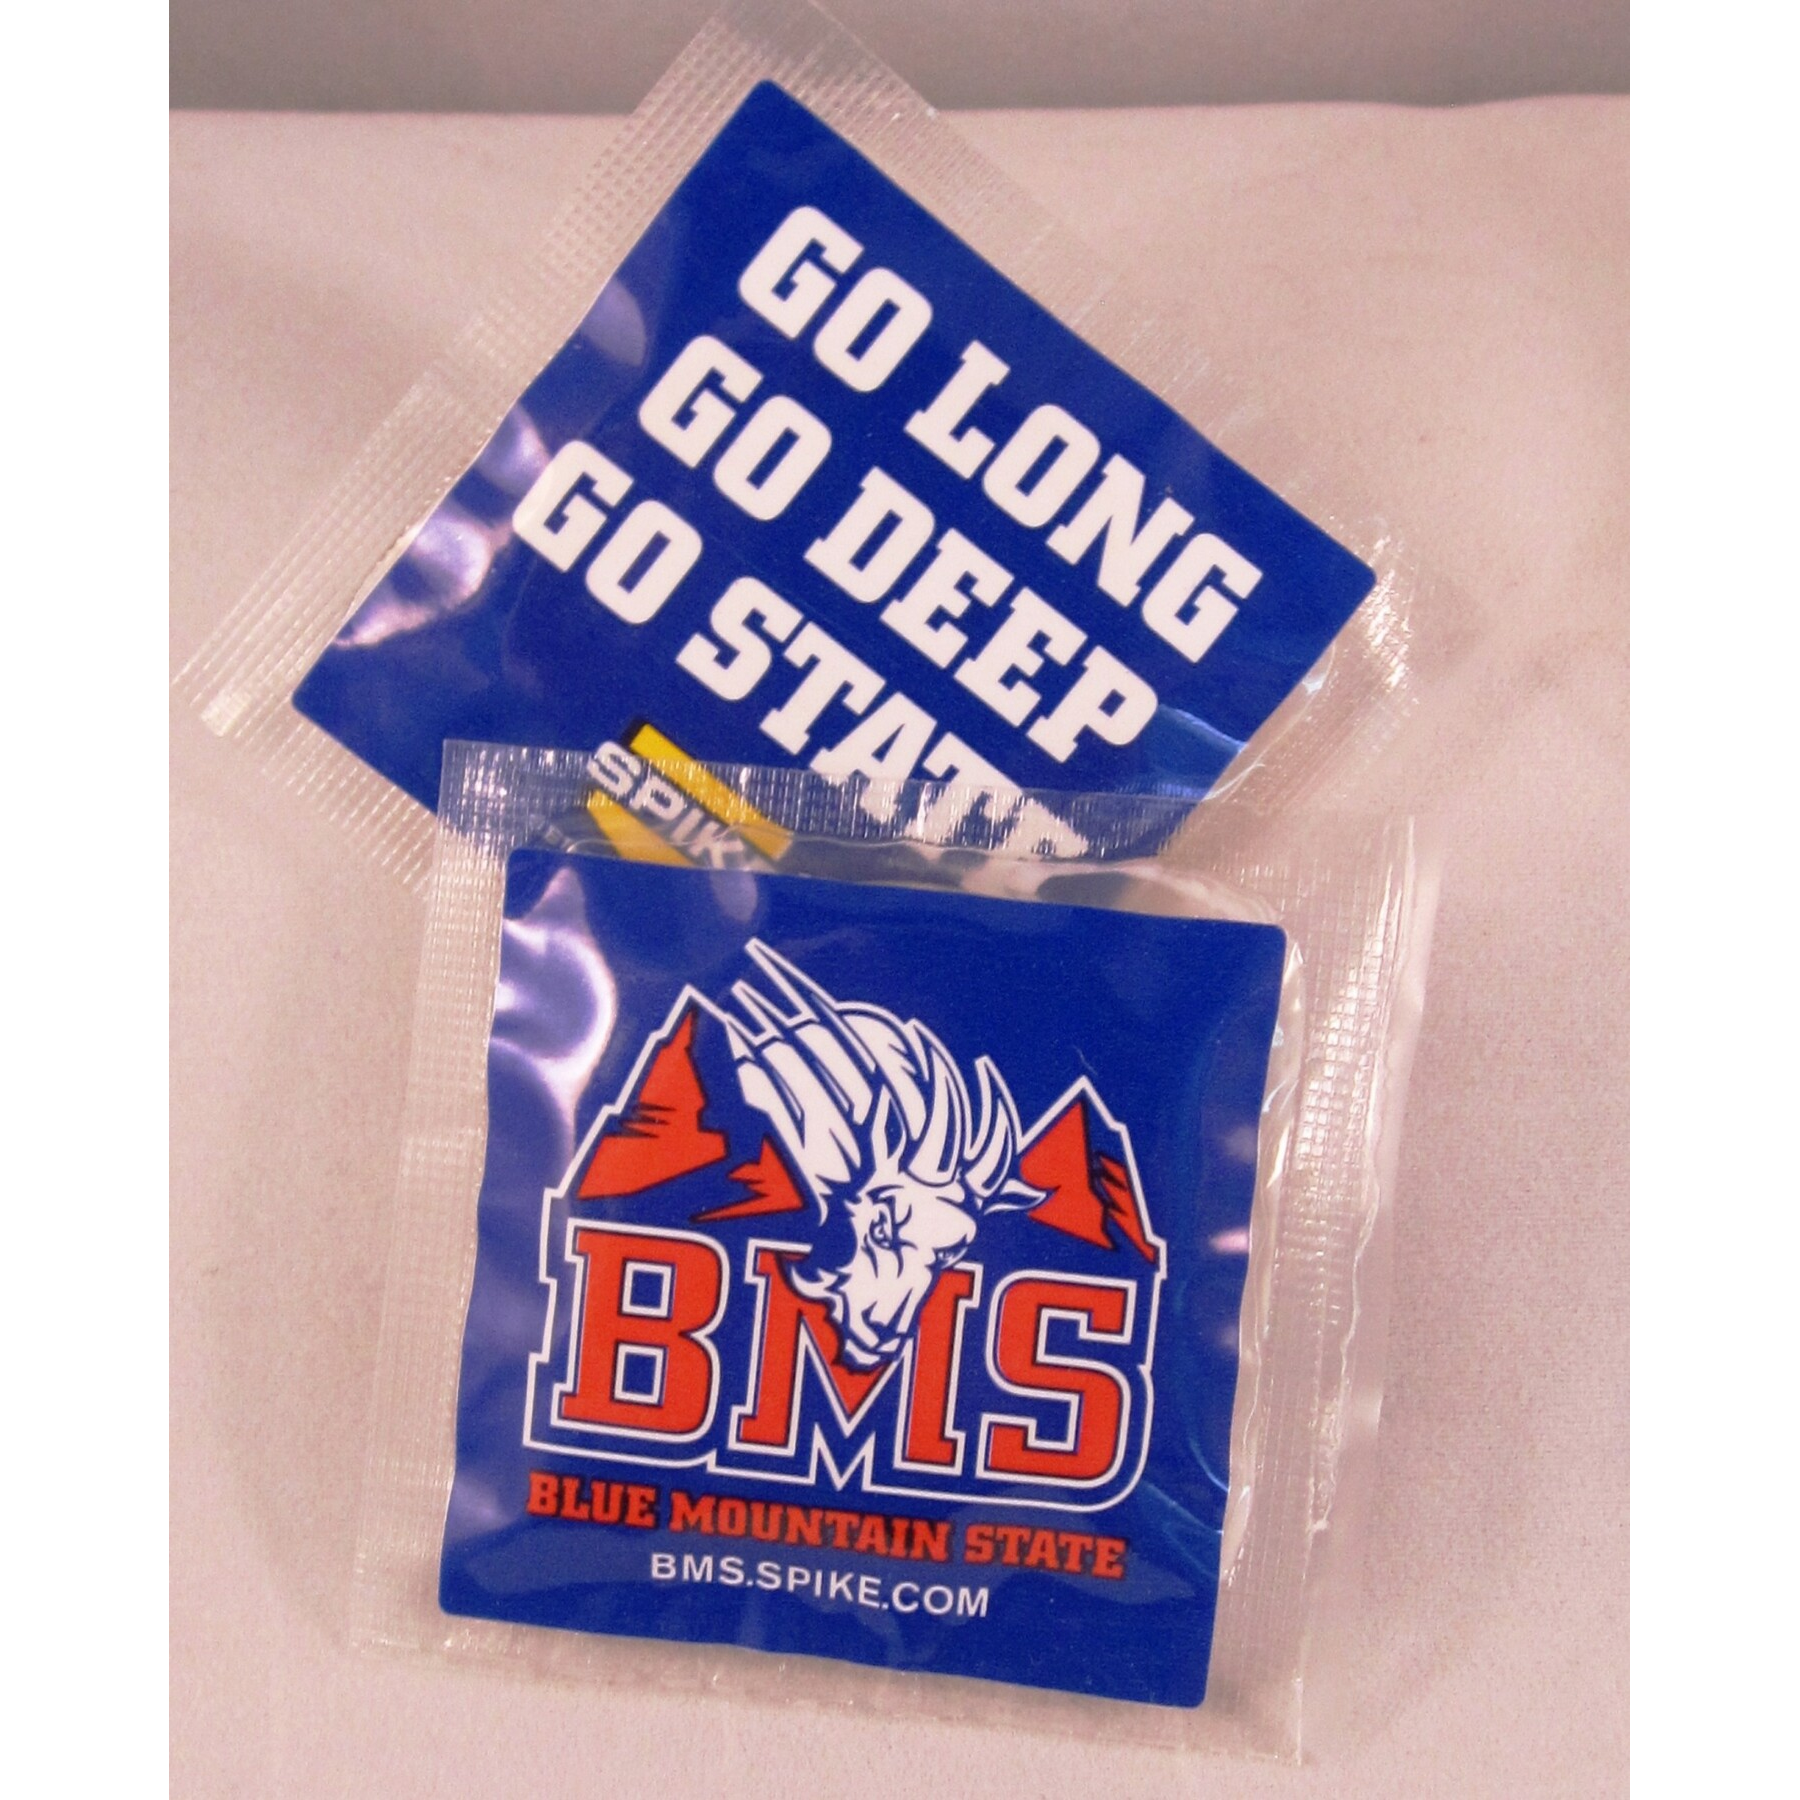 GO LONG
GO DEEP
GO STATE
SPIKE
BMS
BLUE MOUNTAIN STATE
BMS.SPIKE.COM